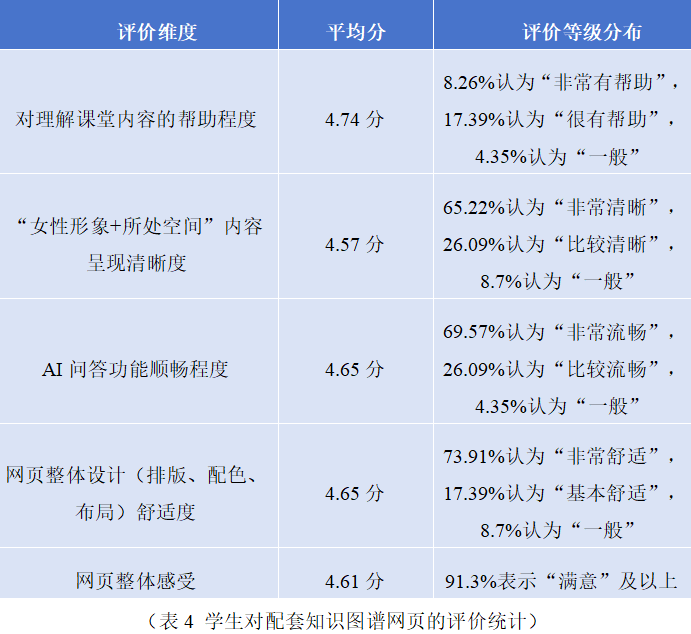 评价维度 平均分 评价等级分布
对理解课堂内容的帮助程度 4.74 分 8.26%认为“非常有帮助”，
17.39%认为“很有帮助”，
4.35%认为“一般”
“女性形象+所处空间”内容
呈现清晰度 4.57 分 65.22%认为“非常清晰”，
26.09%认为“比较清晰”，
8.7%认为“一般”
AI 问答功能顺畅程度 4.65 分 69.57%认为“非常流畅”，
26.09%认为“比较流畅”，
4.35%认为“一般”
网页整体设计（排版、配色、
布局）舒适度 4.65 分 73.91%认为“非常舒适”，
17.39%认为“基本舒适”，
8.7%认为“一般”
网页整体感受 4.61 分 91.3%表示“满意”及以上
（表 4 学生对配套知识图谱网页的评价统计）